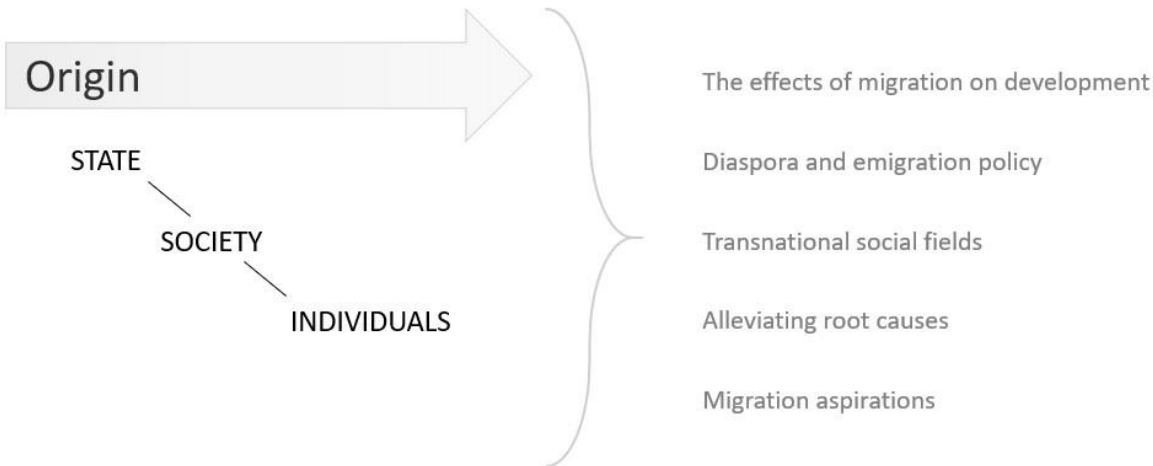 Origin
STATE
SOCIETY
INDIVIDUALS
The effects of migration on development
Diaspora and emigration policy
Transnational social fields
Alleviating root causes
Migration aspirations